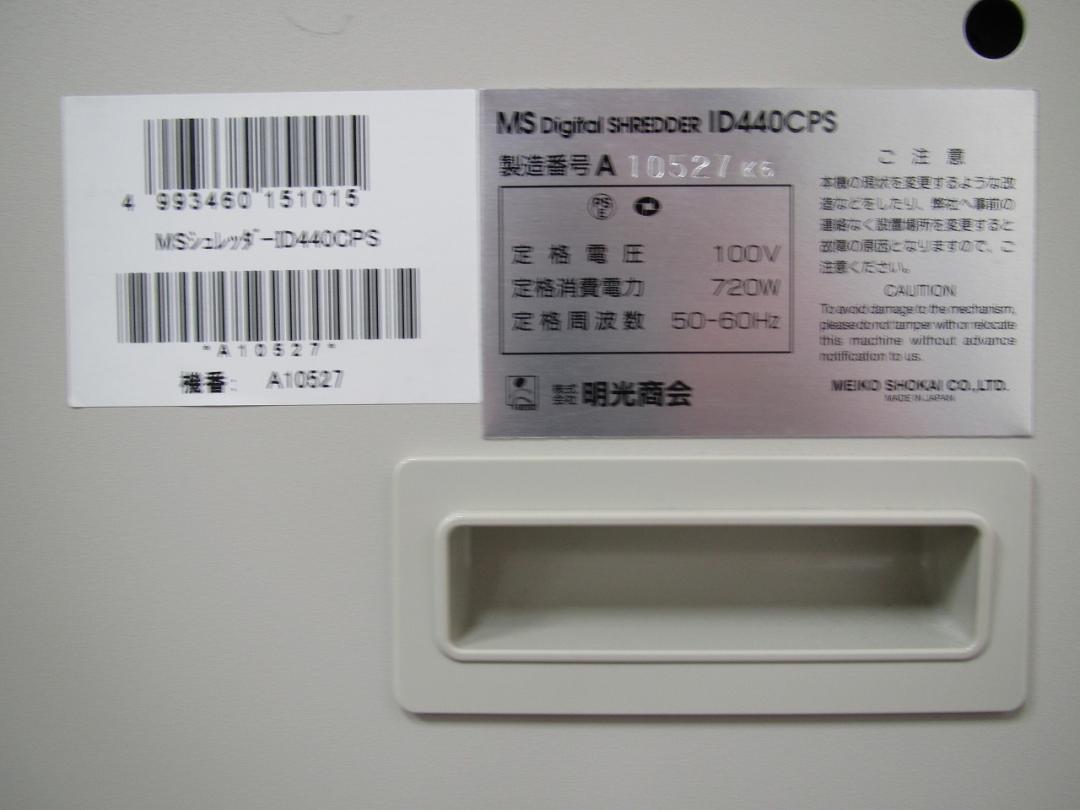 4 993460 151015
MSシュレッダーID440CPS
*A10527*
機番: A10527
MS Digital SHREDDER ID440CPS
製造番号 A 10527 K6
PS E
定格電圧 100V
定格消費電力 720W
定格周波数 50-60Hz
株式会社 明光商会
ご注意
本機の現状を変更するような改
造などをしたり、弊社へ事前の
連絡なく設置場所を変更すると
故障の原因となりますので、ご
注意ください。
CAUTION
To avoid damage to the mechanism,
please do not tamper with or relocate
this machine without advance
notification to us.
MEIKO SHOKAI CO.,LTD.
MADE IN JAPAN